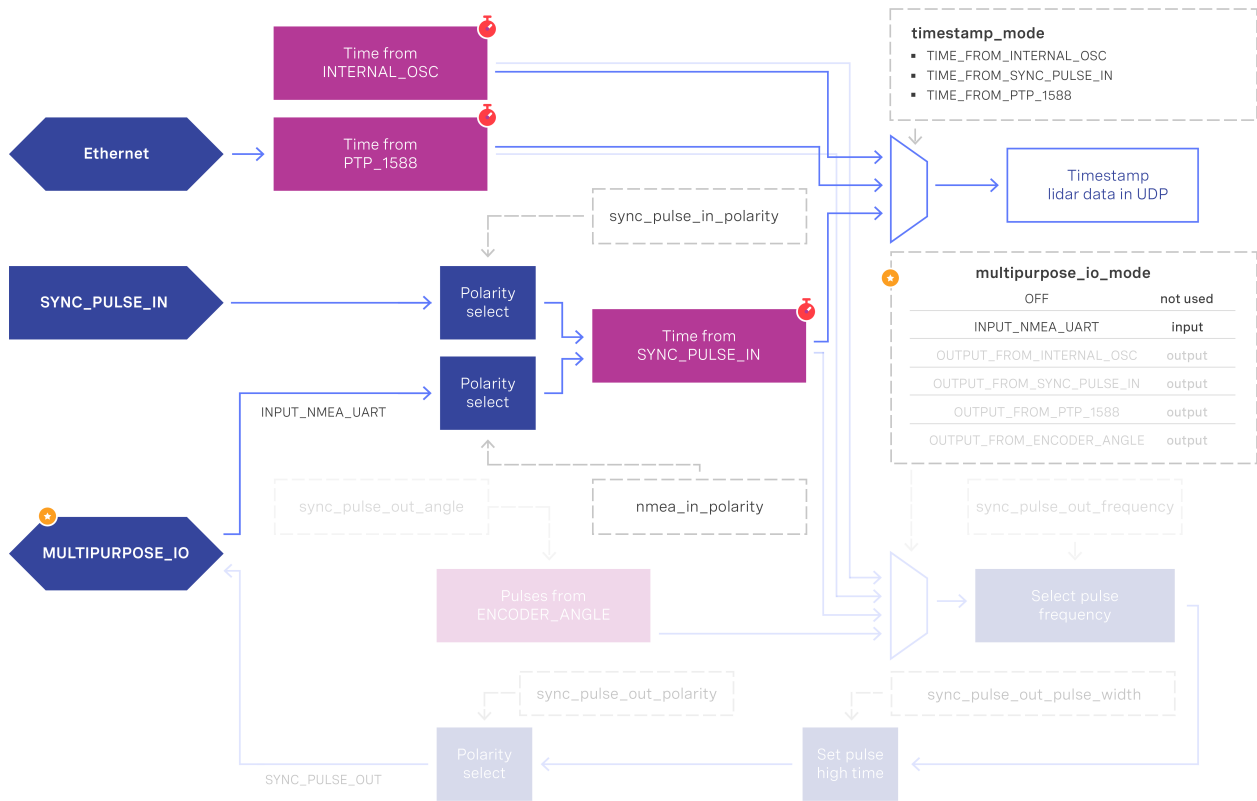 timestamp_mode
▪ TIME_FROM_INTERNAL_OSC
▪ TIME_FROM_SYNC_PULSE_IN
▪ TIME_FROM_PTP_1588
Time from
INTERNAL_OSC
Ethernet
Time from
PTP_1588
Timestamp
lidar data in UDP
sync_pulse_in_polarity
SYNC_PULSE_IN
Polarity
select
Time from
SYNC_PULSE_IN
Polarity
select
INPUT_NMEA_UART
multipurpose_io_mode
OFF not used
INPUT_NMEA_UART input
OUTPUT_FROM_INTERNAL_OSC output
OUTPUT_FROM_SYNC_PULSE_IN output
OUTPUT_FROM_PTP_1588 output
OUTPUT_FROM_ENCODER_ANGLE output
sync_pulse_out_angle
nmea_in_polarity
sync_pulse_out_frequency
MULTIPURPOSE_IO
Pulses from
ENCODER_ANGLE
Select pulse
frequency
sync_pulse_out_polarity
sync_pulse_out_pulse_width
Polarity
select
Set pulse
high time
SYNC_PULSE_OUT